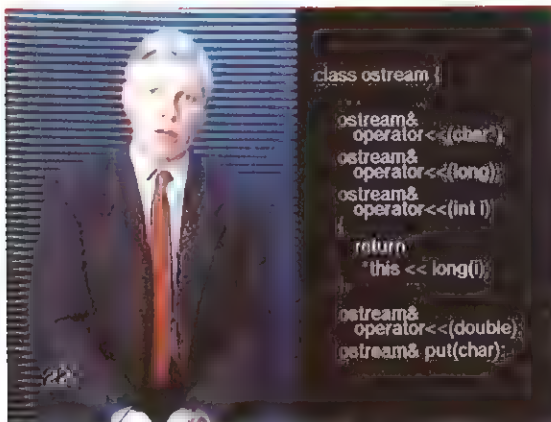 class ostream {
...
ostream&
operator<<(char*)
ostream&
operator<<(long);
ostream&
operator<<(int i)
return
*this << long(i);
ostream&
operator<<(double)
ostream& put(char);